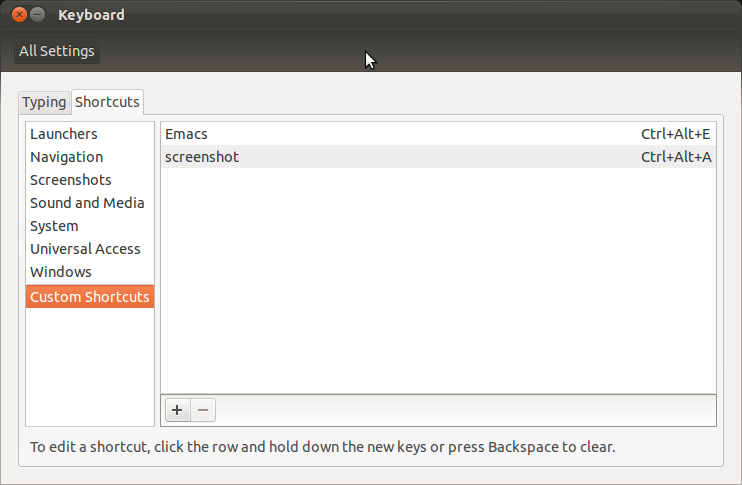 Keyboard
All Settings
Typing
Shortcuts
Launchers
Navigation
Screenshots
Sound and Media
System
Universal Access
Windows
Custom Shortcuts
Emacs Ctrl+Alt+E
screenshot Ctrl+Alt+A
To edit a shortcut, click the row and hold down the new keys or press Backspace to clear.